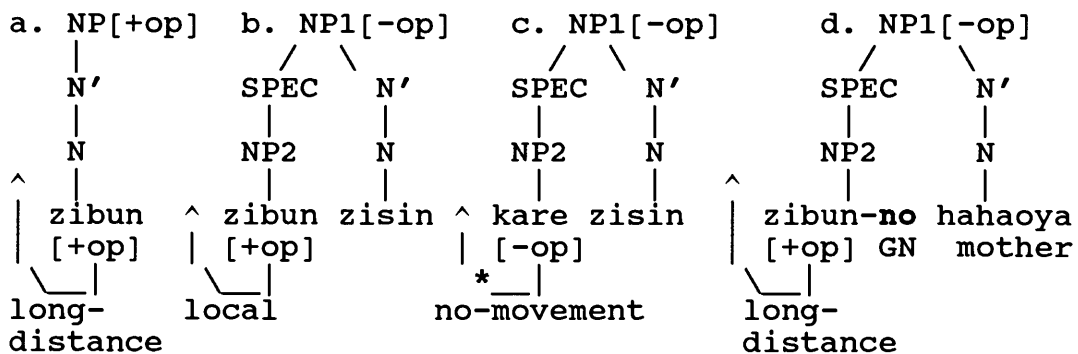 a. NP[+op] b. NP1[-op] c. NP1[-op] d. NP1[-op]
N' SPEC N' SPEC N' SPEC N'
N NP2 N NP2 N NP2 N
zibun zibun zisin kare zisin zibun-no hahaoya
[+op] [+op] [-op] [+op] GN mother
*
long- local no-movement long-
distance distance